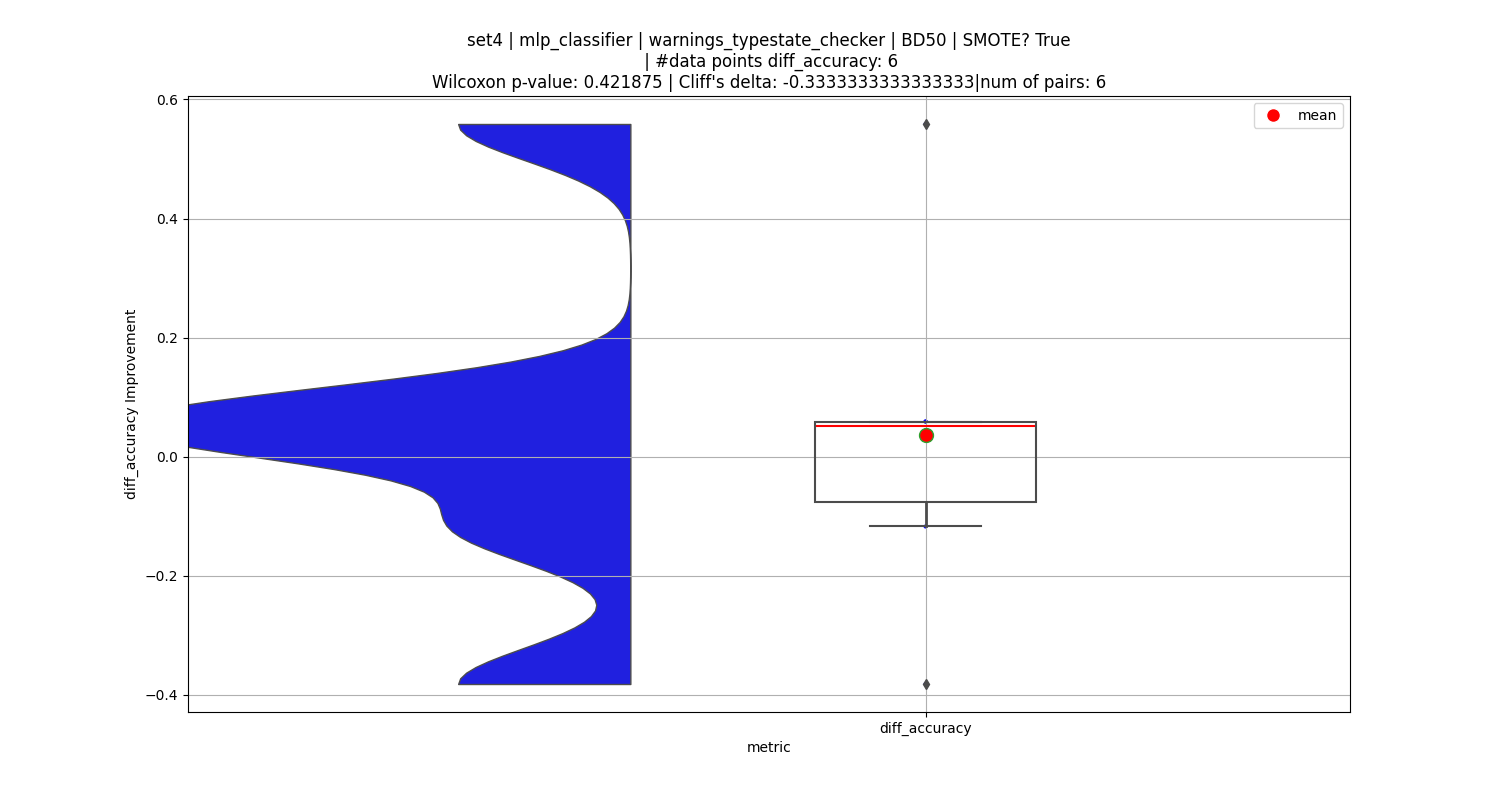 set4 | mlp_classifier | warnings_typestate_checker | BD50 | SMOTE? True
| #data points diff_accuracy: 6
Wilcoxon p-value: 0.421875 | Cliff's delta: -0.3333333333333333|num of pairs: 6
mean
0.6
0.4
0.2
0.0
−0.2
−0.4
diff_accuracy Improvement
diff_accuracy
metric